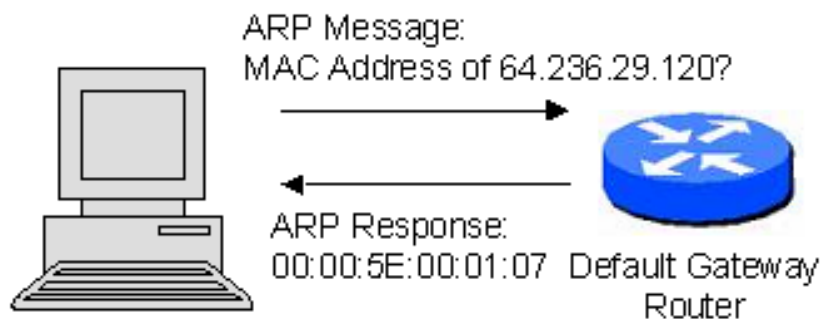 ARP Message:
MAC Address of 64.236.29.120?
ARP Response:
00:00:5E:00:01:07
Default Gateway
Router